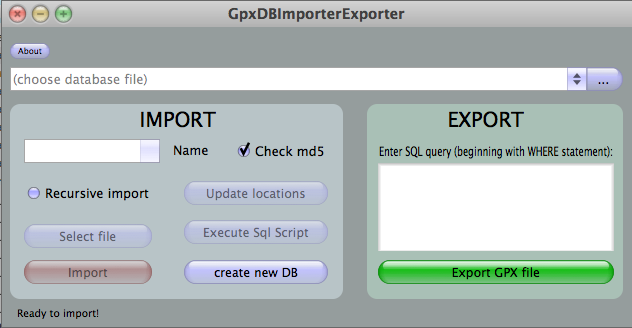 GpxDBImporterExporter
About
(choose database file)
...
IMPORT
Name
Check md5
Recursive import
Update locations
Select file
Execute Sql Script
Import
create new DB
EXPORT
Enter SQL query (beginning with WHERE statement):
Export GPX file
Ready to import!